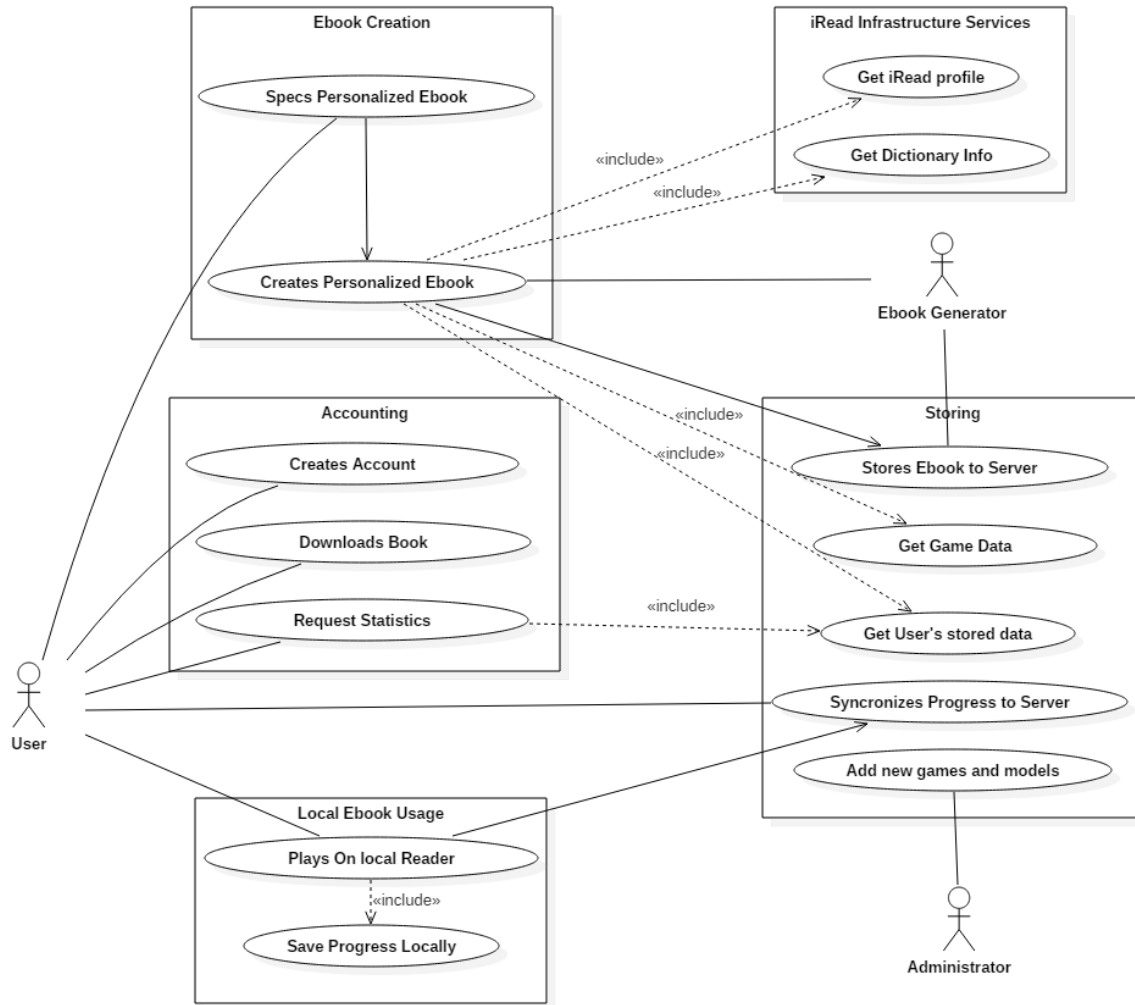 Ebook Creation
iRead Infrastructure Services
Specs Personalized Ebook
Get iRead profile
«include»
Get Dictionary Info
«include»
Creates Personalized Ebook
Ebook Generator
Accounting
Storing
«include»
Creates Account
«include»
Stores Ebook to Server
Downloads Book
Get Game Data
«include»
Request Statistics
Get User's stored data
Syncronizes Progress to Server
User
Add new games and models
Local Ebook Usage
Plays On local Reader
«include»
Save Progress Locally
Administrator